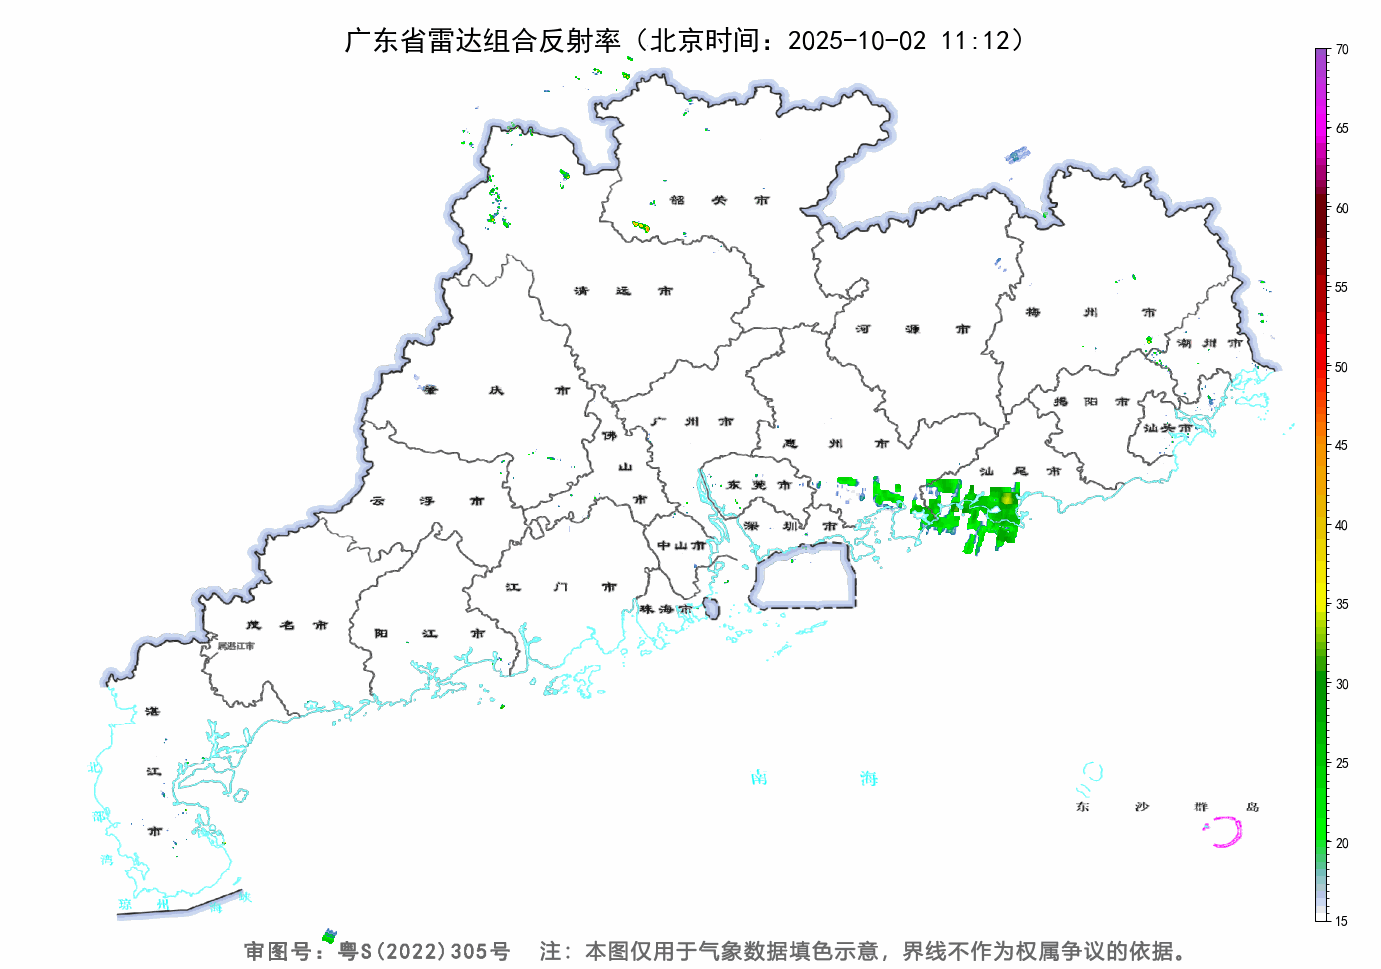 广东省雷达组合反射率（北京时间：2025-10-02 11:12）
70
65
60
55
50
45
40
35
30
25
20
15
韶关市
清远市
河源市
梅州市
潮州市
肇庆市
广州市
佛山市
惠州市
揭阳市
汕头市
汕尾市
云浮市
东莞市
深圳市
中山市
江门市
珠海市
茂名市
属湛江市
阳江市
湛江市
北部湾
南海
东沙群岛
琼州海峡
审图号：粤S(2022)305号 注：本图仅用于气象数据填色示意，界线不作为权属争议的依据。